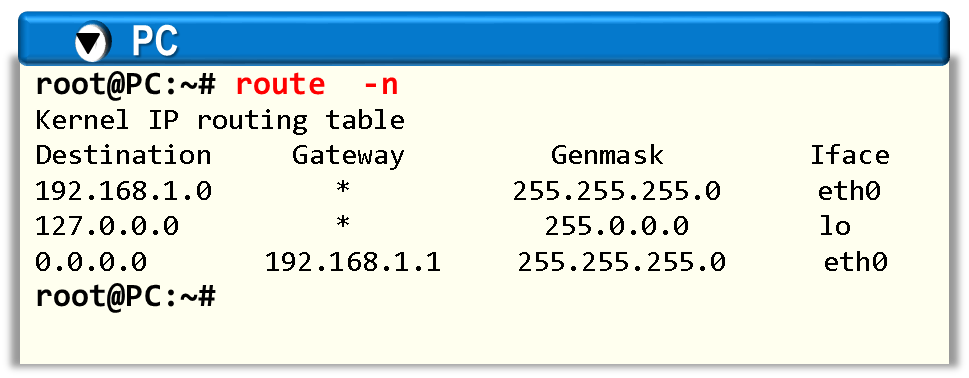 PC
root@PC:~# route -n
Kernel IP routing table
Destination Gateway Genmask Iface
192.168.1.0 * 255.255.255.0 eth0
127.0.0.0 * 255.0.0.0 lo
0.0.0.0 192.168.1.1 255.255.255.0 eth0
root@PC:~#